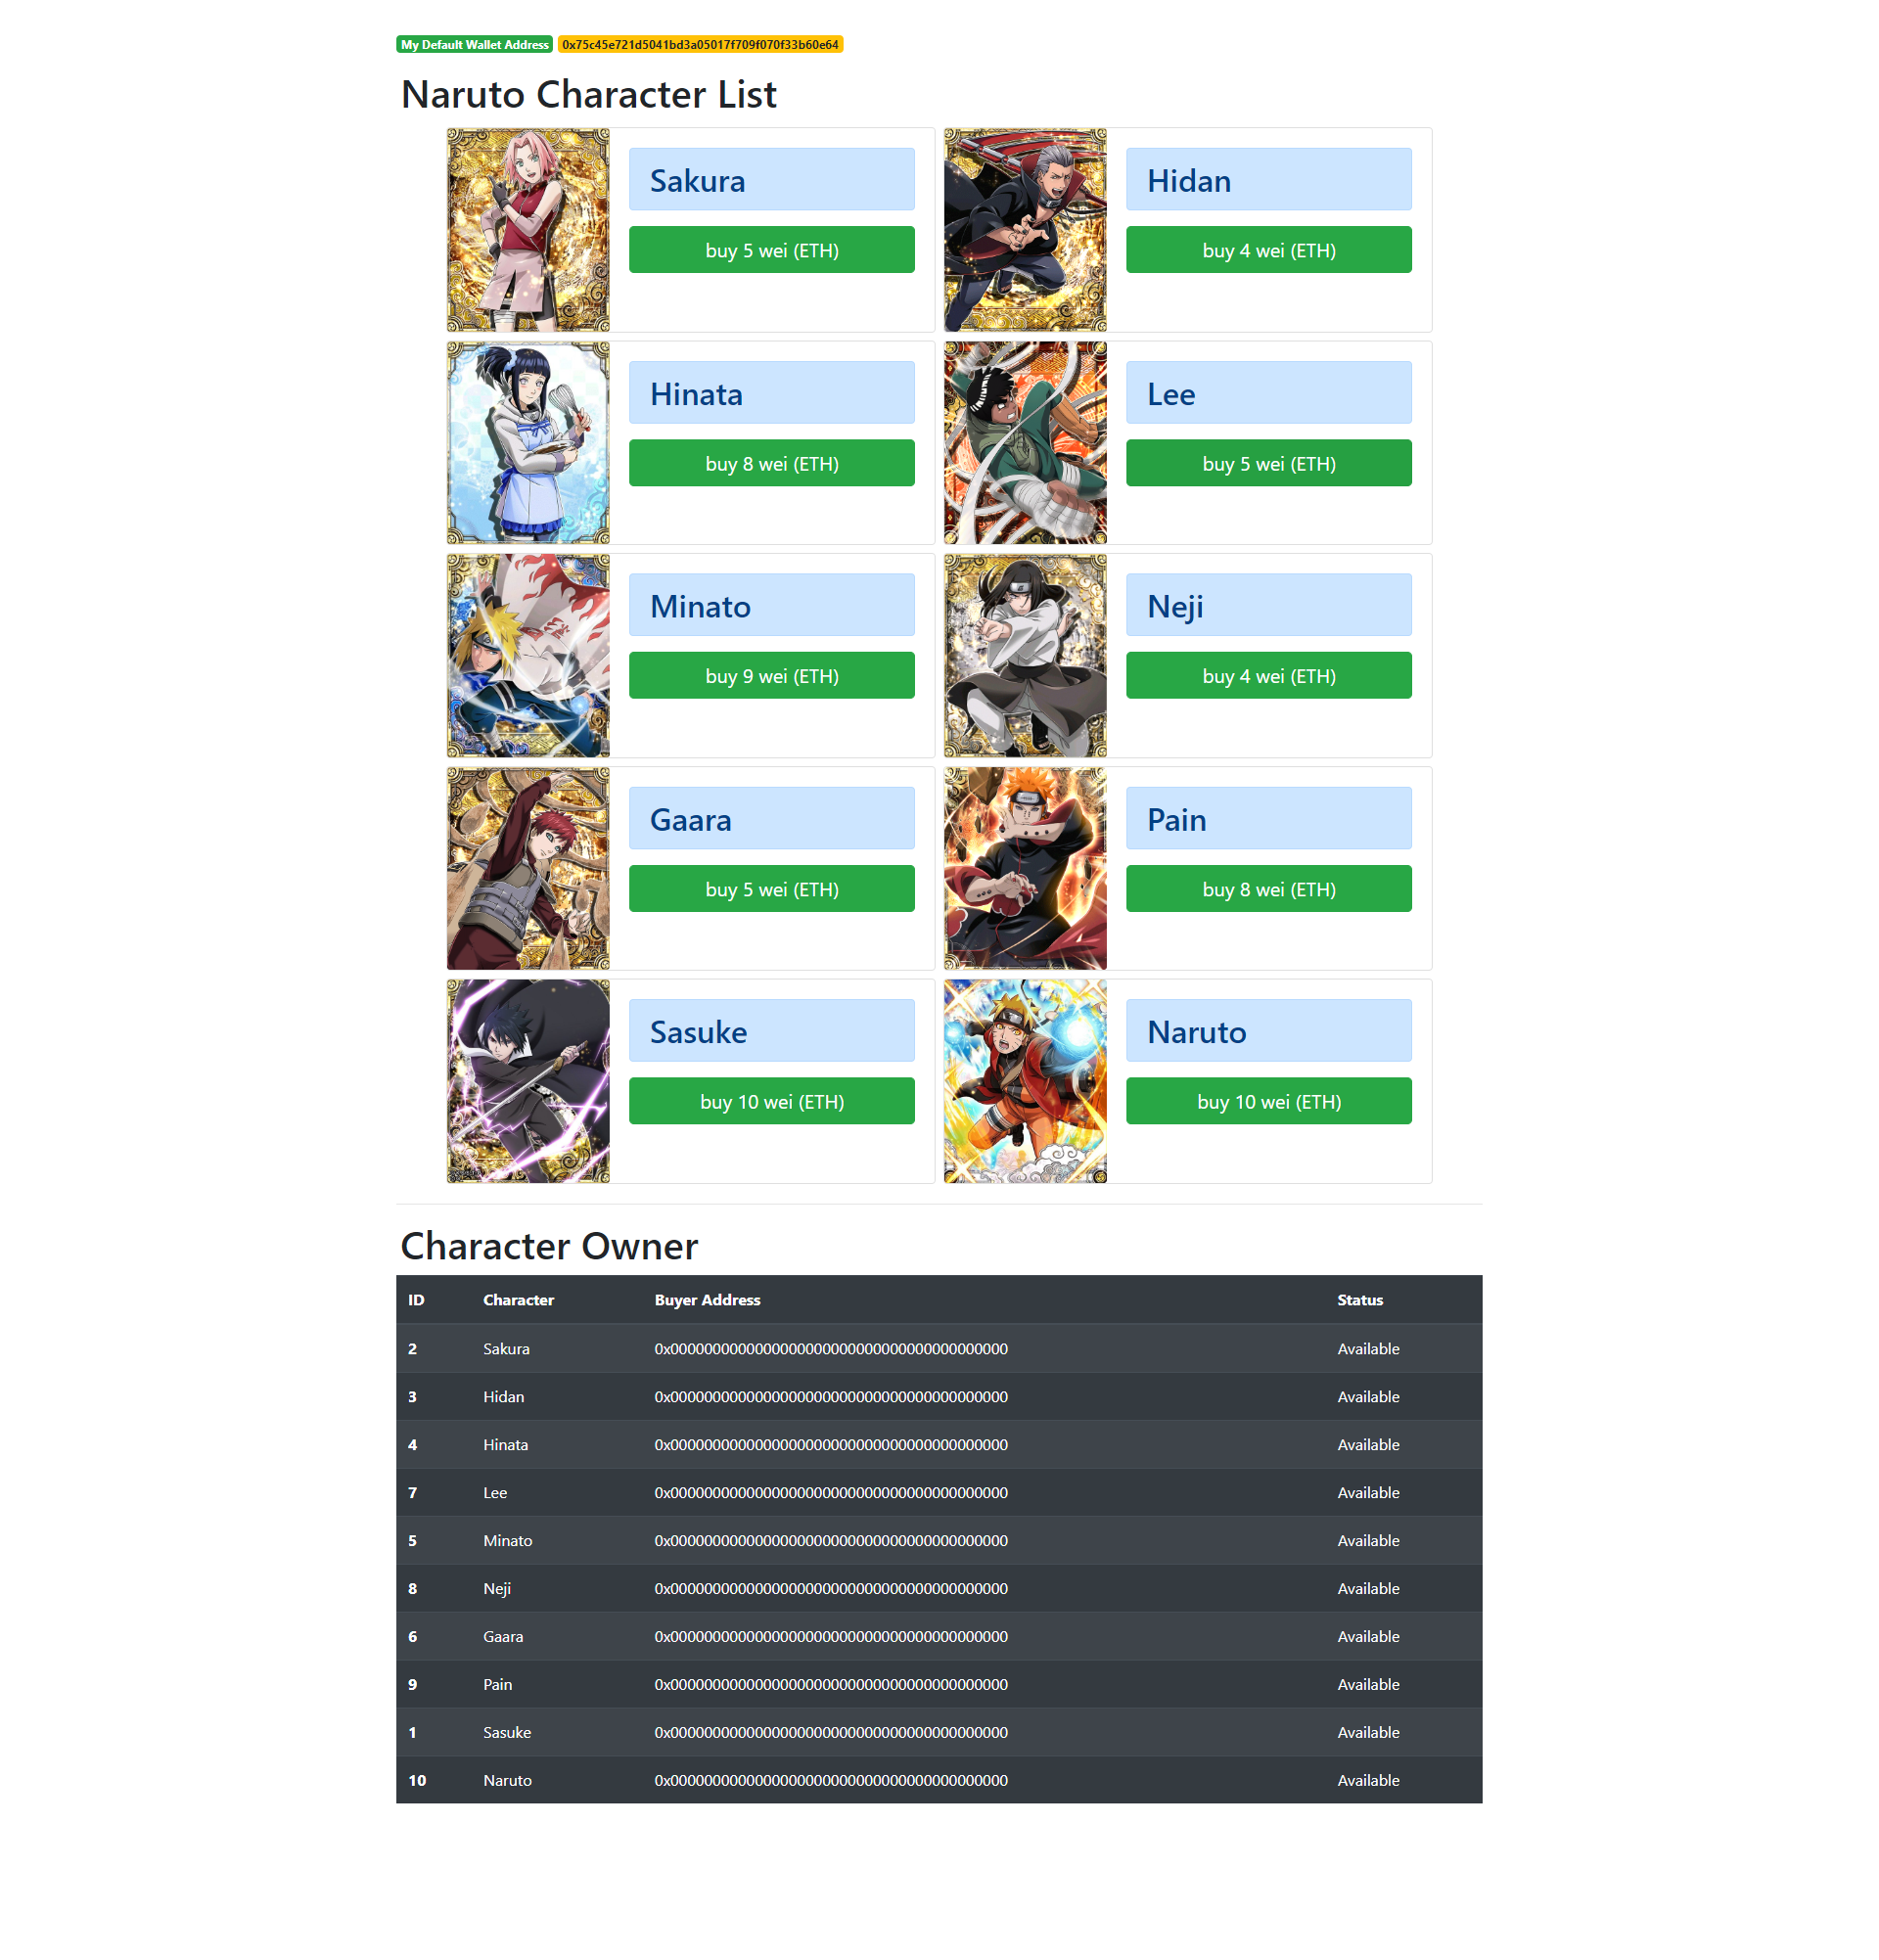 My Default Wallet Address 0x75c45e721d5041bd3a05017f709f070f33b60e64
Naruto Character List
Sakura
buy 5 wei (ETH)
Hidan
buy 4 wei (ETH)
Hinata
buy 8 wei (ETH)
Lee
buy 5 wei (ETH)
Minato
buy 9 wei (ETH)
Neji
buy 4 wei (ETH)
Gaara
buy 5 wei (ETH)
Pain
buy 8 wei (ETH)
Sasuke
buy 10 wei (ETH)
Naruto
buy 10 wei (ETH)
Character Owner
ID Character Buyer Address Status
2 Sakura 0x0000000000000000000000000000000000000000 Available
3 Hidan 0x0000000000000000000000000000000000000000 Available
4 Hinata 0x0000000000000000000000000000000000000000 Available
7 Lee 0x0000000000000000000000000000000000000000 Available
5 Minato 0x0000000000000000000000000000000000000000 Available
8 Neji 0x0000000000000000000000000000000000000000 Available
6 Gaara 0x0000000000000000000000000000000000000000 Available
9 Pain 0x0000000000000000000000000000000000000000 Available
1 Sasuke 0x0000000000000000000000000000000000000000 Available
10 Naruto 0x0000000000000000000000000000000000000000 Available